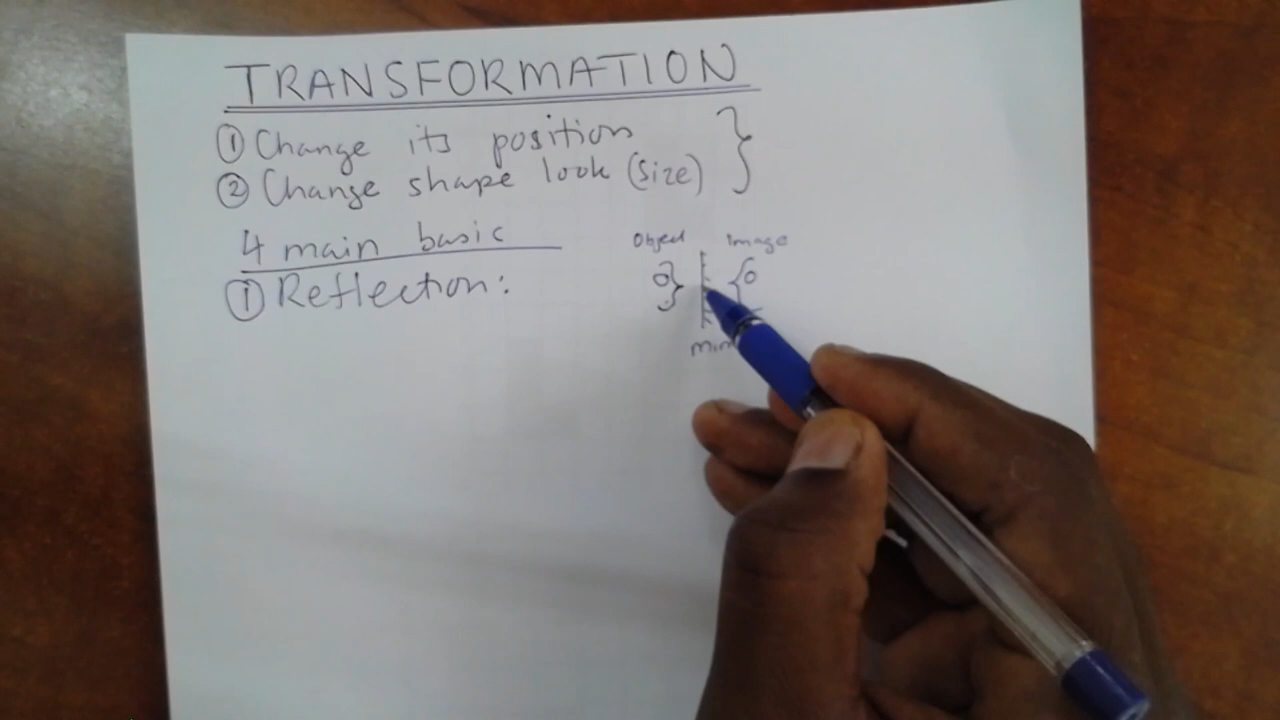 TRANSFORMATION
① Change its position
② Change shape look (size)
4 main basic
① Reflection:
Object Image